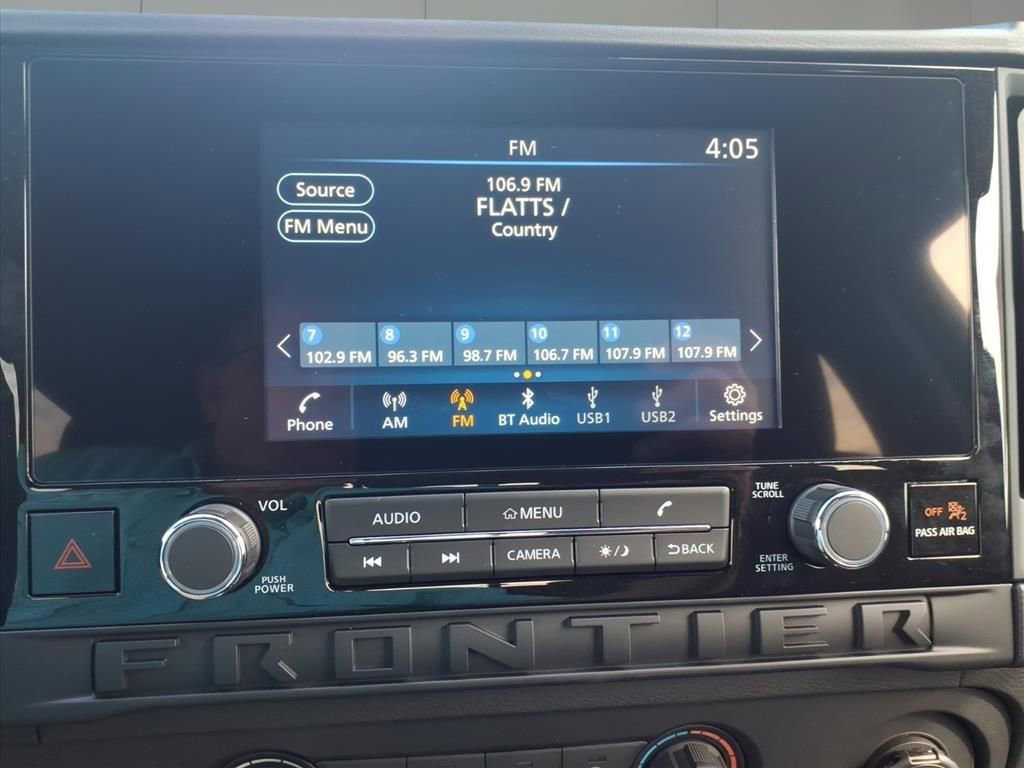 FM 4:05
Source
106.9 FM
FLATTS /
FM Menu
Country
7 8 9 10 11 12
102.9 FM 96.3 FM 98.7 FM 106.7 FM 107.9 FM 107.9 FM
Phone AM FM BT Audio USB1 USB2 Settings
VOL
PUSH
POWER
AUDIO MENU
CAMERA BACK
TUNE
SCROLL
ENTER
SETTING
OFF 2
PASS AIR BAG
FRONTIER